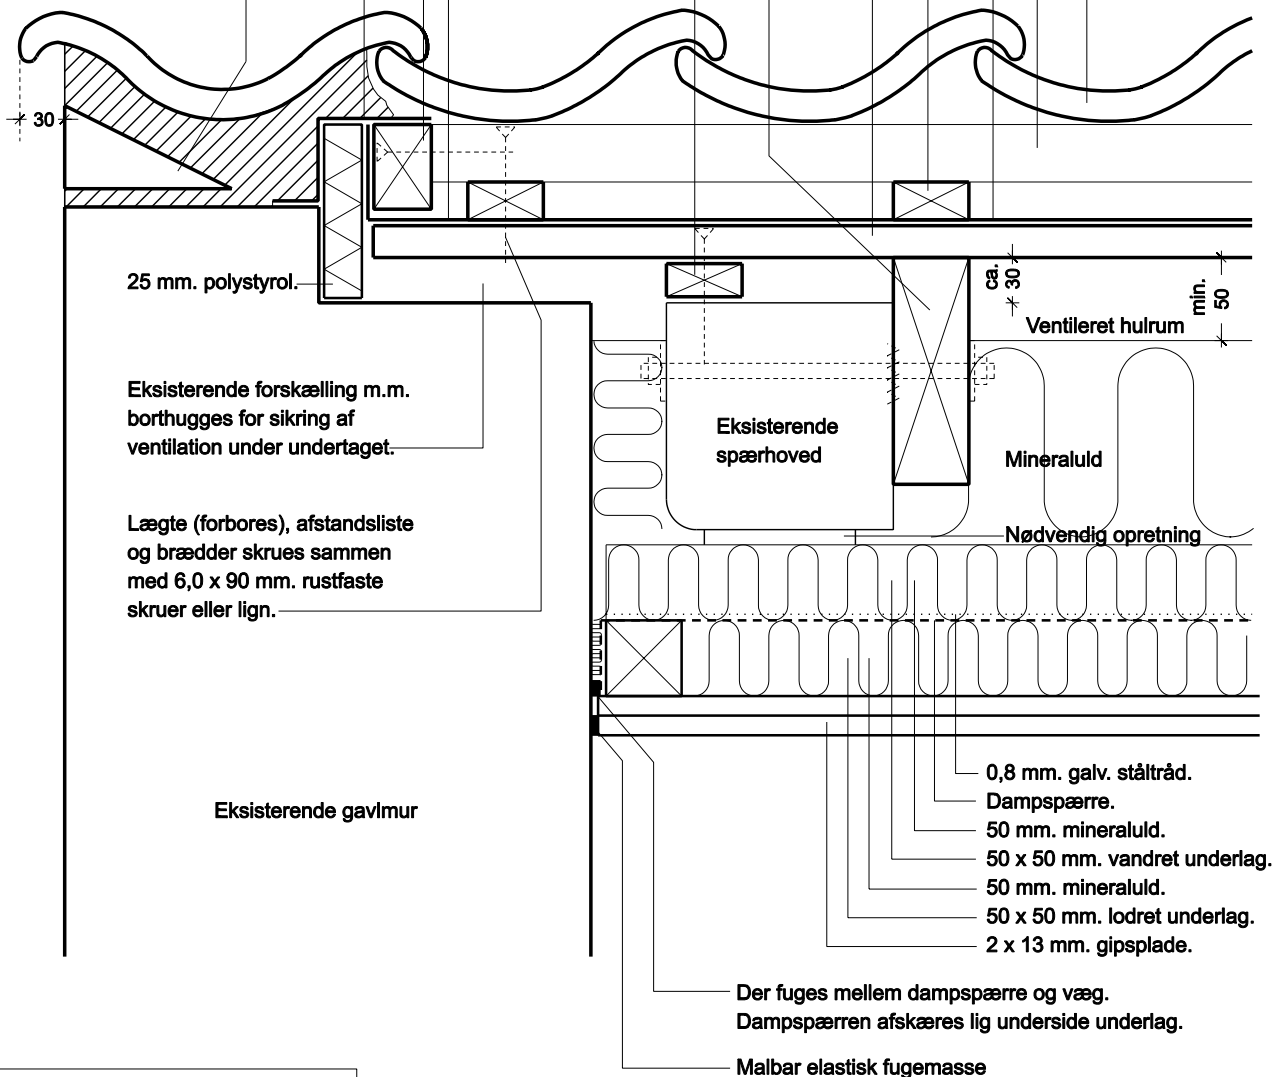 30
25 mm. polystyrol.
ca.
30
min.
50
Ventileret hulrum
Eksisterende forskælling m.m.
borthugges for sikring af
ventilation under undertaget.
Eksisterende
spærhoved
Mineraluld
Lægte (forbores), afstandsliste
og brædder skrues sammen
med 6,0 x 90 mm. rustfaste
skruer eller lign.
Nødvendig opretning
Eksisterende gavlmur
0,8 mm. galv. ståltråd.
Dampspærre.
50 mm. mineraluld.
50 x 50 mm. vandret underlag.
50 mm. mineraluld.
50 x 50 mm. lodret underlag.
2 x 13 mm. gipsplade.
Der fuges mellem dampspærre og væg.
Dampspærren afskæres lig underside underlag.
Malbar elastisk fugemasse